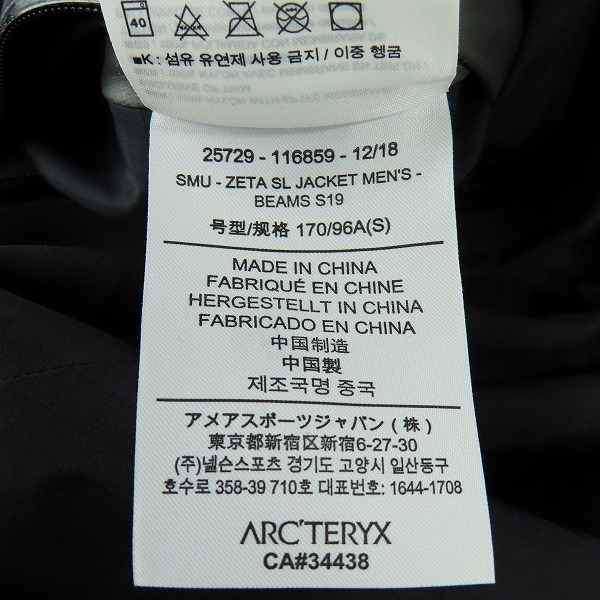 40
■K : 섬유 유연제 사용 금지 / 이중 헹굼
25729 - 116859 - 12/18
SMU - ZETA SL JACKET MEN'S -
BEAMS S19
号型/规格 170/96A(S)
MADE IN CHINA
FABRIQUÉ EN CHINE
HERGESTELLT IN CHINA
FABRICADO EN CHINA
中国制造
中国製
제조국명 중국
アメアスポーツジャパン ( 株 )
東京都新宿区新宿6-27-30
(주)넬슨스포츠 경기도 고양시 일산동구
호수로 358-39 710호 대표번호: 1644-1708
ARC'TERYX
CA#34438